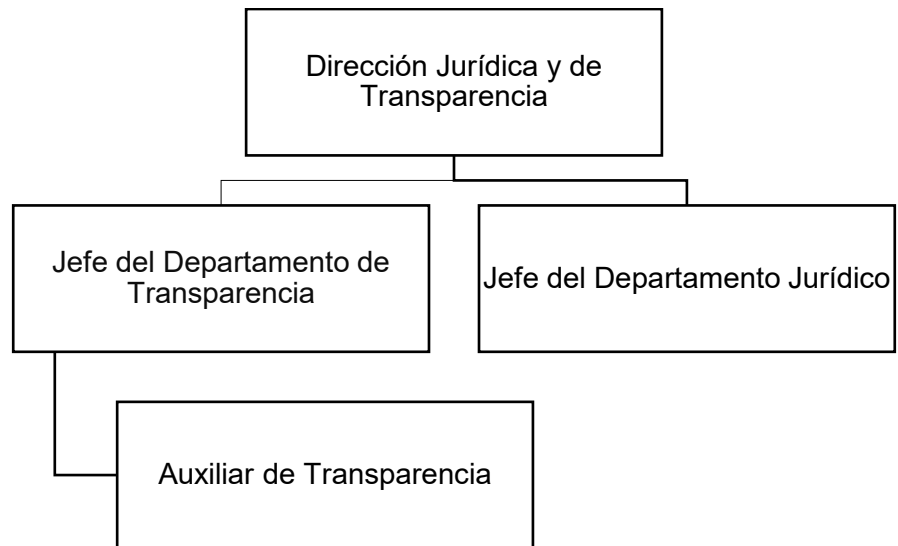 Dirección Jurídica y de
Transparencia
Jefe del Departamento de
Transparencia
Jefe del Departamento Jurídico
Auxiliar de Transparencia